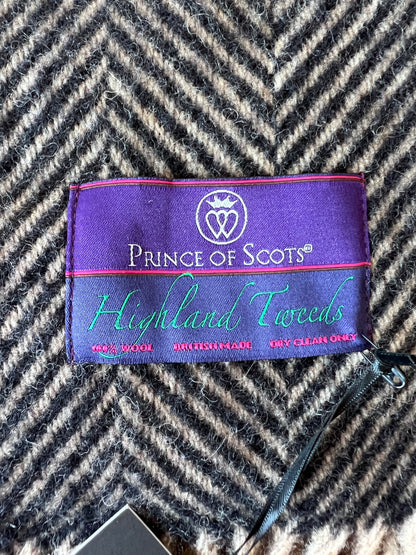 PRINCE OF SCOTS®
Highland Tweeds
100% WOOL BRITISH MADE DRY CLEAN ONLY